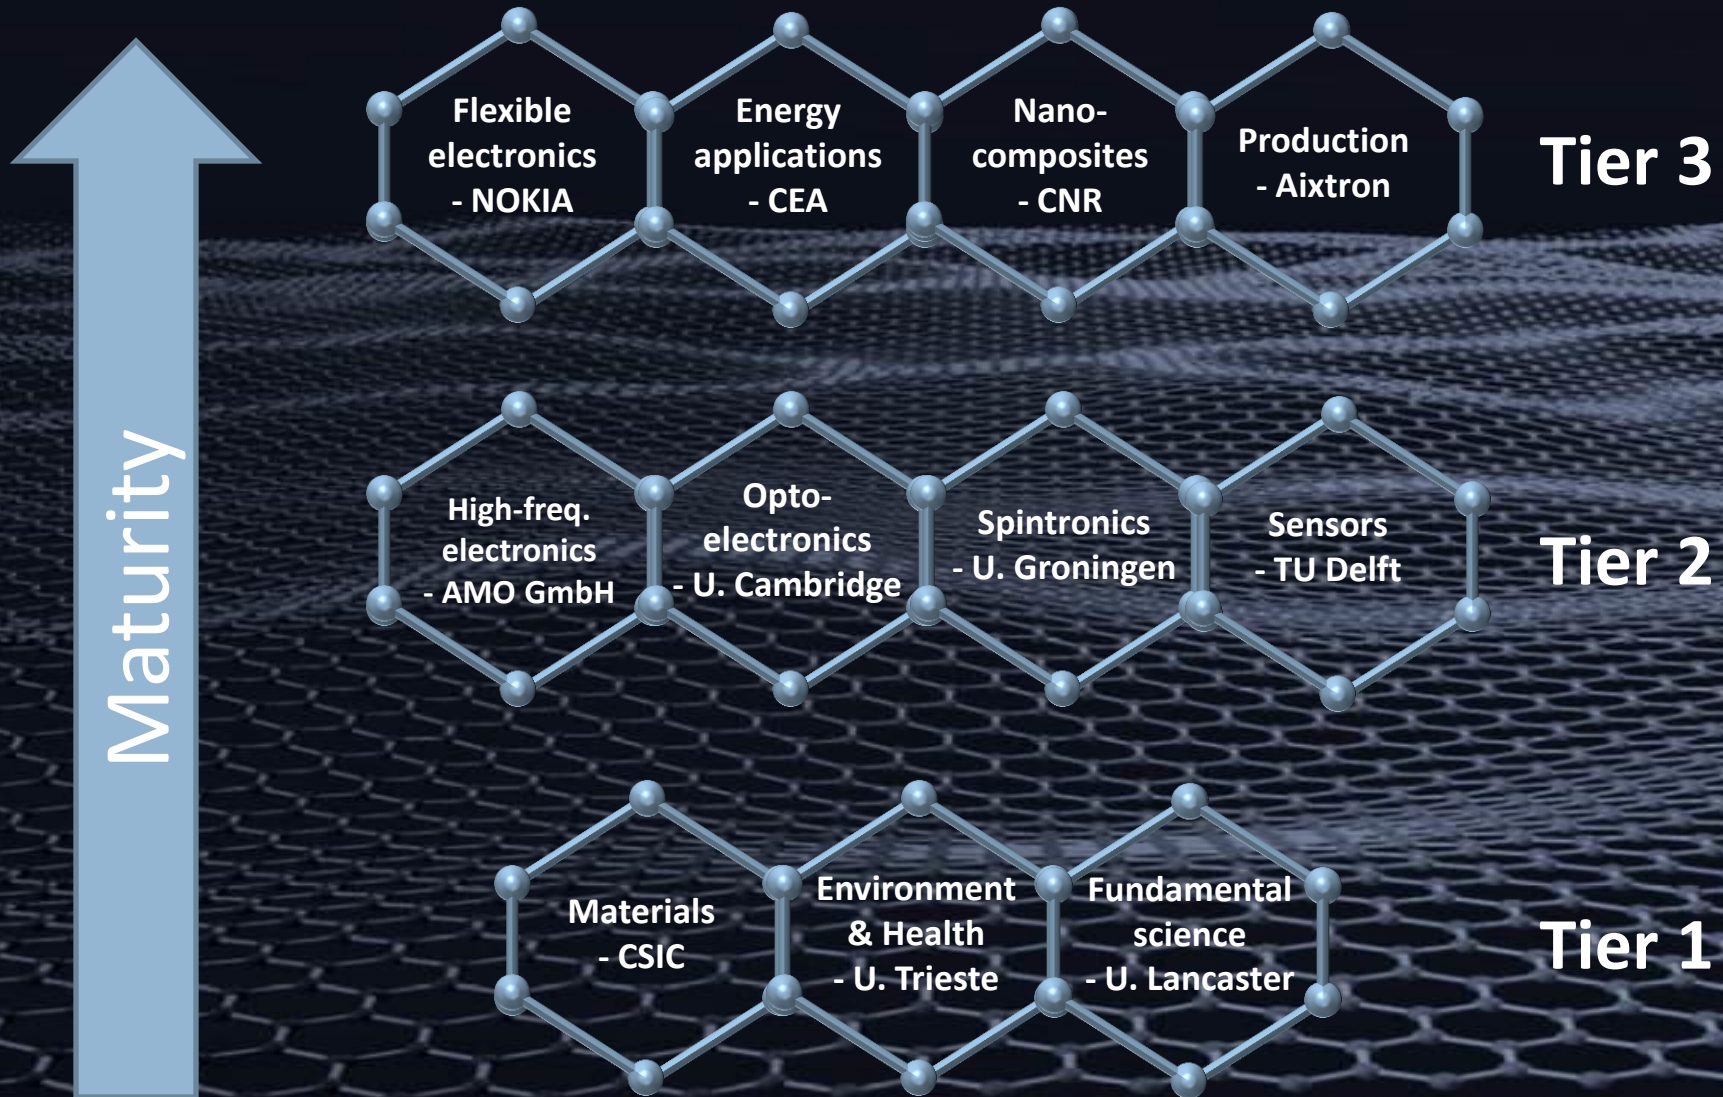 Maturity
Flexible
electronics
- NOKIA
Energy
applications
- CEA
Nano-
composites
- CNR
Production
- Aixtron
Tier 3
High-freq.
electronics
- AMO GmbH
Opto-
electronics
- U. Cambridge
Spintronics
- U. Groningen
Sensors
- TU Delft
Tier 2
Materials
- CSIC
Environment
& Health
- U. Trieste
Fundamental
science
- U. Lancaster
Tier 1